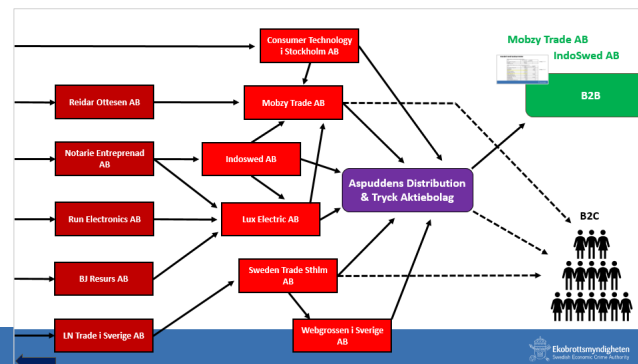 Consumer Technology
i Stockholm AB
Mobzy Trade AB
IndoSwed AB
B2B
Reidar Ottesen AB
Mobzy Trade AB
Notarie Entreprenad
AB
Indoswed AB
Aspuddens Distribution
& Tryck Aktiebolag
Run Electronics AB
Lux Electric AB
B2C
BJ Resurs AB
Sweden Trade Sthlm
AB
LN Trade i Sverige AB
Webgrossen i Sverige
AB
Ekobrottsmyndigheten
Swedish Economic Crime Authority